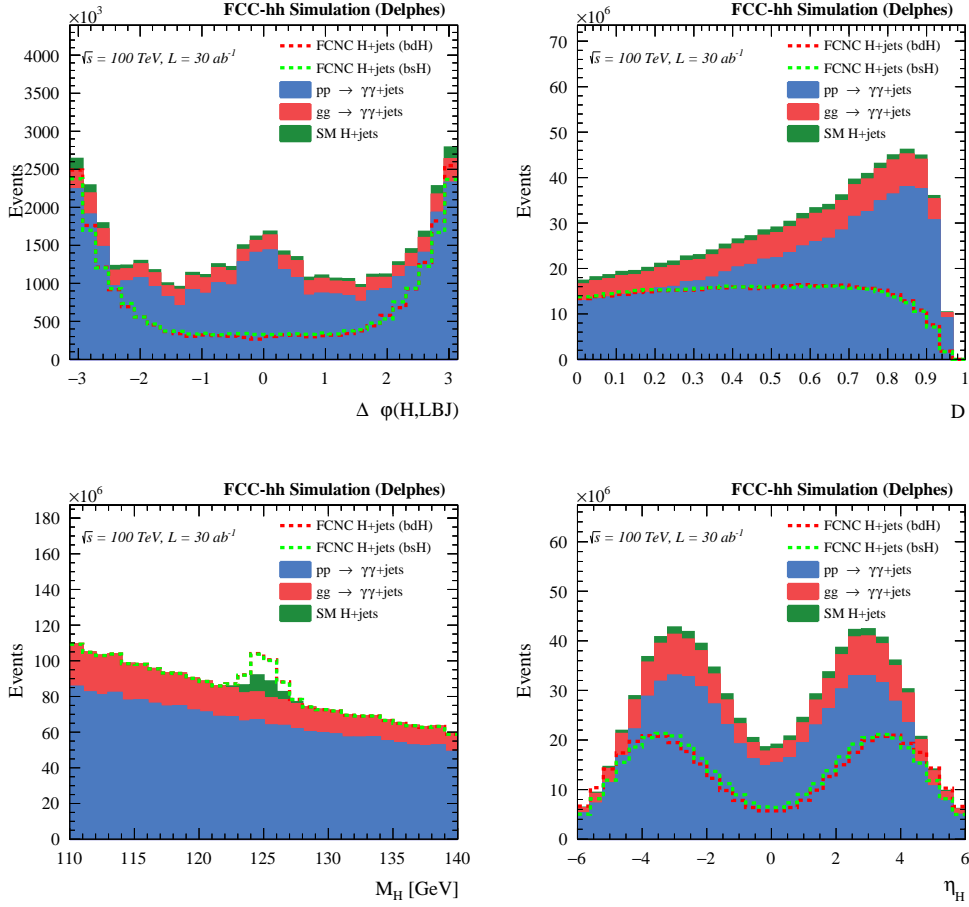 FCC-hh Simulation (Delphes)
×10³
√s = 100 TeV, L = 30 ab⁻¹
FCNC H+jets (bdH)
FCNC H+jets (bsH)
pp → γγ+jets
gg → γγ+jets
SM H+jets
Events
4000
3500
3000
2500
2000
1500
1000
500
0
−3 −2 −1 0 1 2 3
Δ φ(H,LBJ)
FCC-hh Simulation (Delphes)
×10⁶
√s = 100 TeV, L = 30 ab⁻¹
FCNC H+jets (bdH)
FCNC H+jets (bsH)
pp → γγ+jets
gg → γγ+jets
SM H+jets
Events
70
60
50
40
30
20
10
0
0 0.1 0.2 0.3 0.4 0.5 0.6 0.7 0.8 0.9 1
D
FCC-hh Simulation (Delphes)
×10⁶
√s = 100 TeV, L = 30 ab⁻¹
FCNC H+jets (bdH)
FCNC H+jets (bsH)
pp → γγ+jets
gg → γγ+jets
SM H+jets
Events
180
160
140
120
100
80
60
40
20
0
110 115 120 125 130 135 140
M_H [GeV]
FCC-hh Simulation (Delphes)
×10⁶
√s = 100 TeV, L = 30 ab⁻¹
FCNC H+jets (bdH)
FCNC H+jets (bsH)
pp → γγ+jets
gg → γγ+jets
SM H+jets
Events
60
50
40
30
20
10
0
−6 −4 −2 0 2 4 6
η_H